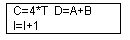 C=4*T D=A+B
I=I+1